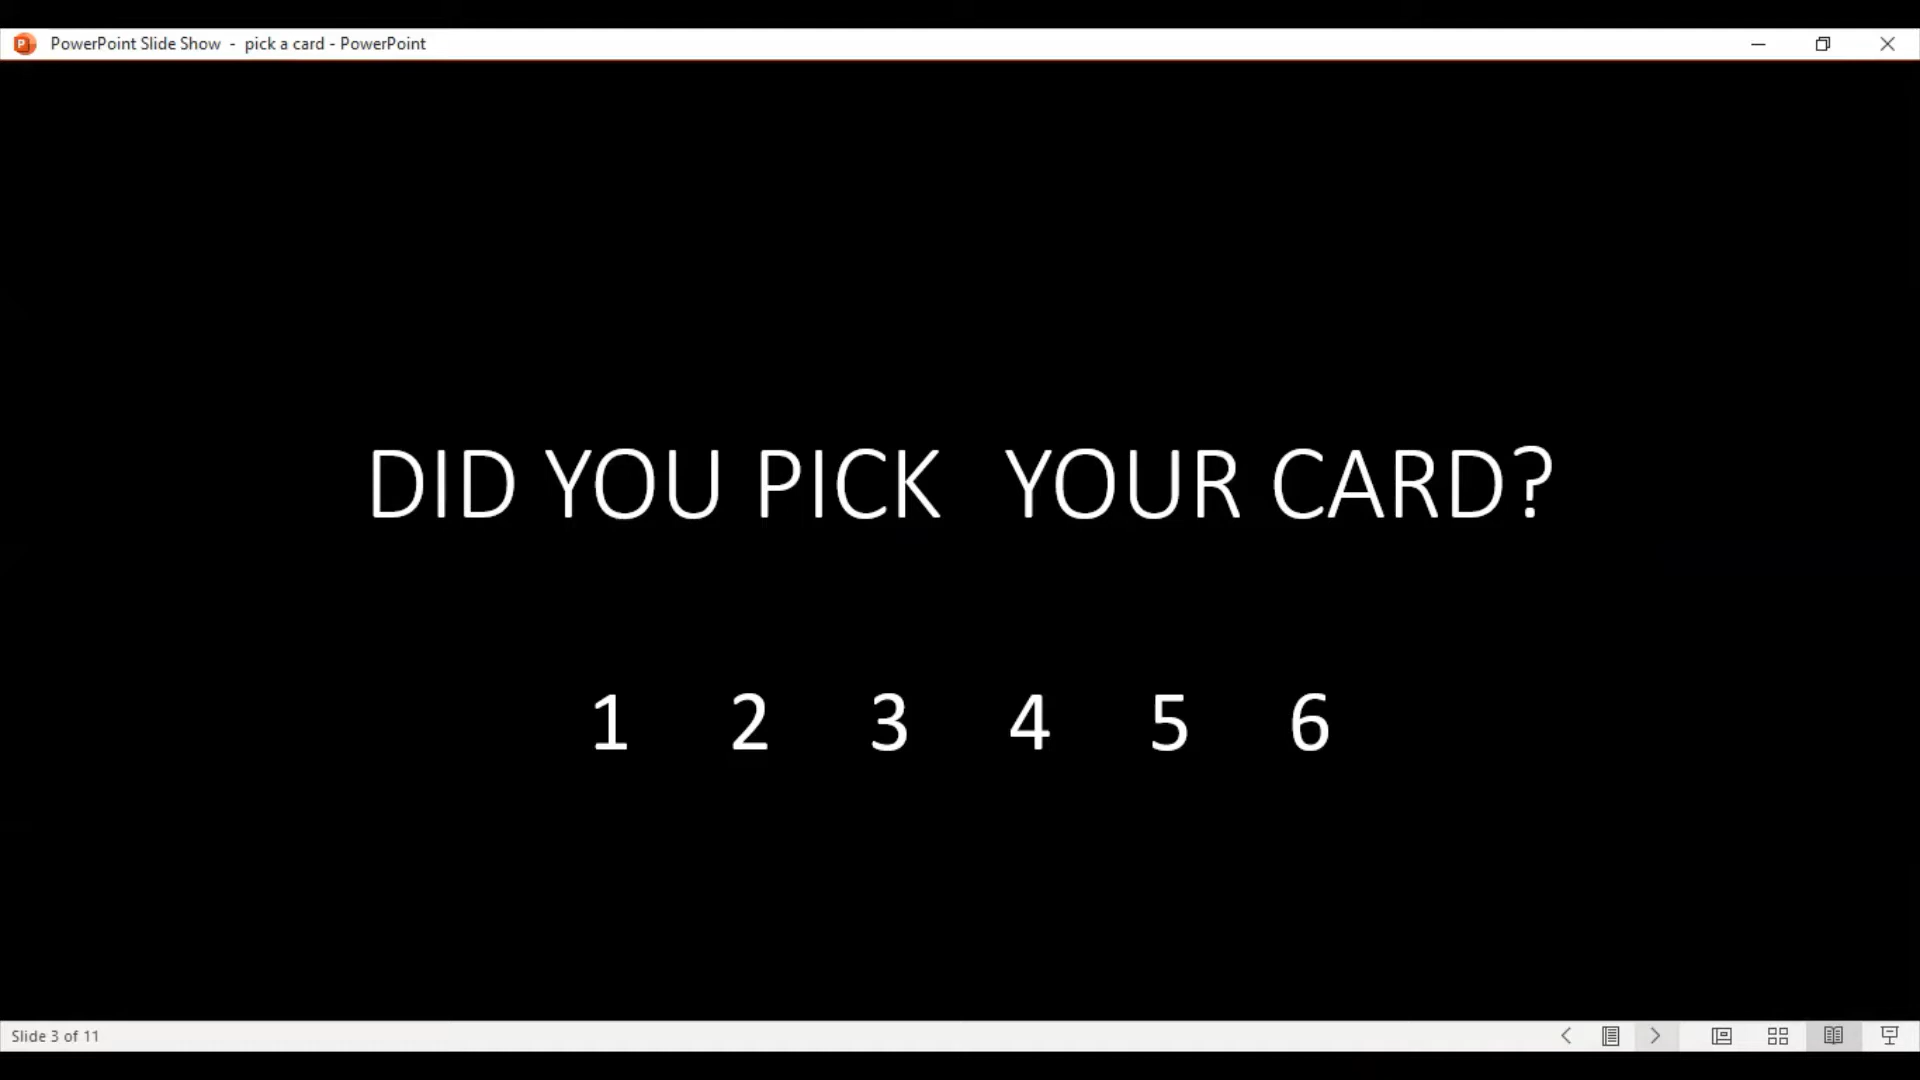 PowerPoint Slide Show - pick a card - PowerPoint
DID YOU PICK YOUR CARD?
1 2 3 4 5 6
Slide 3 of 11